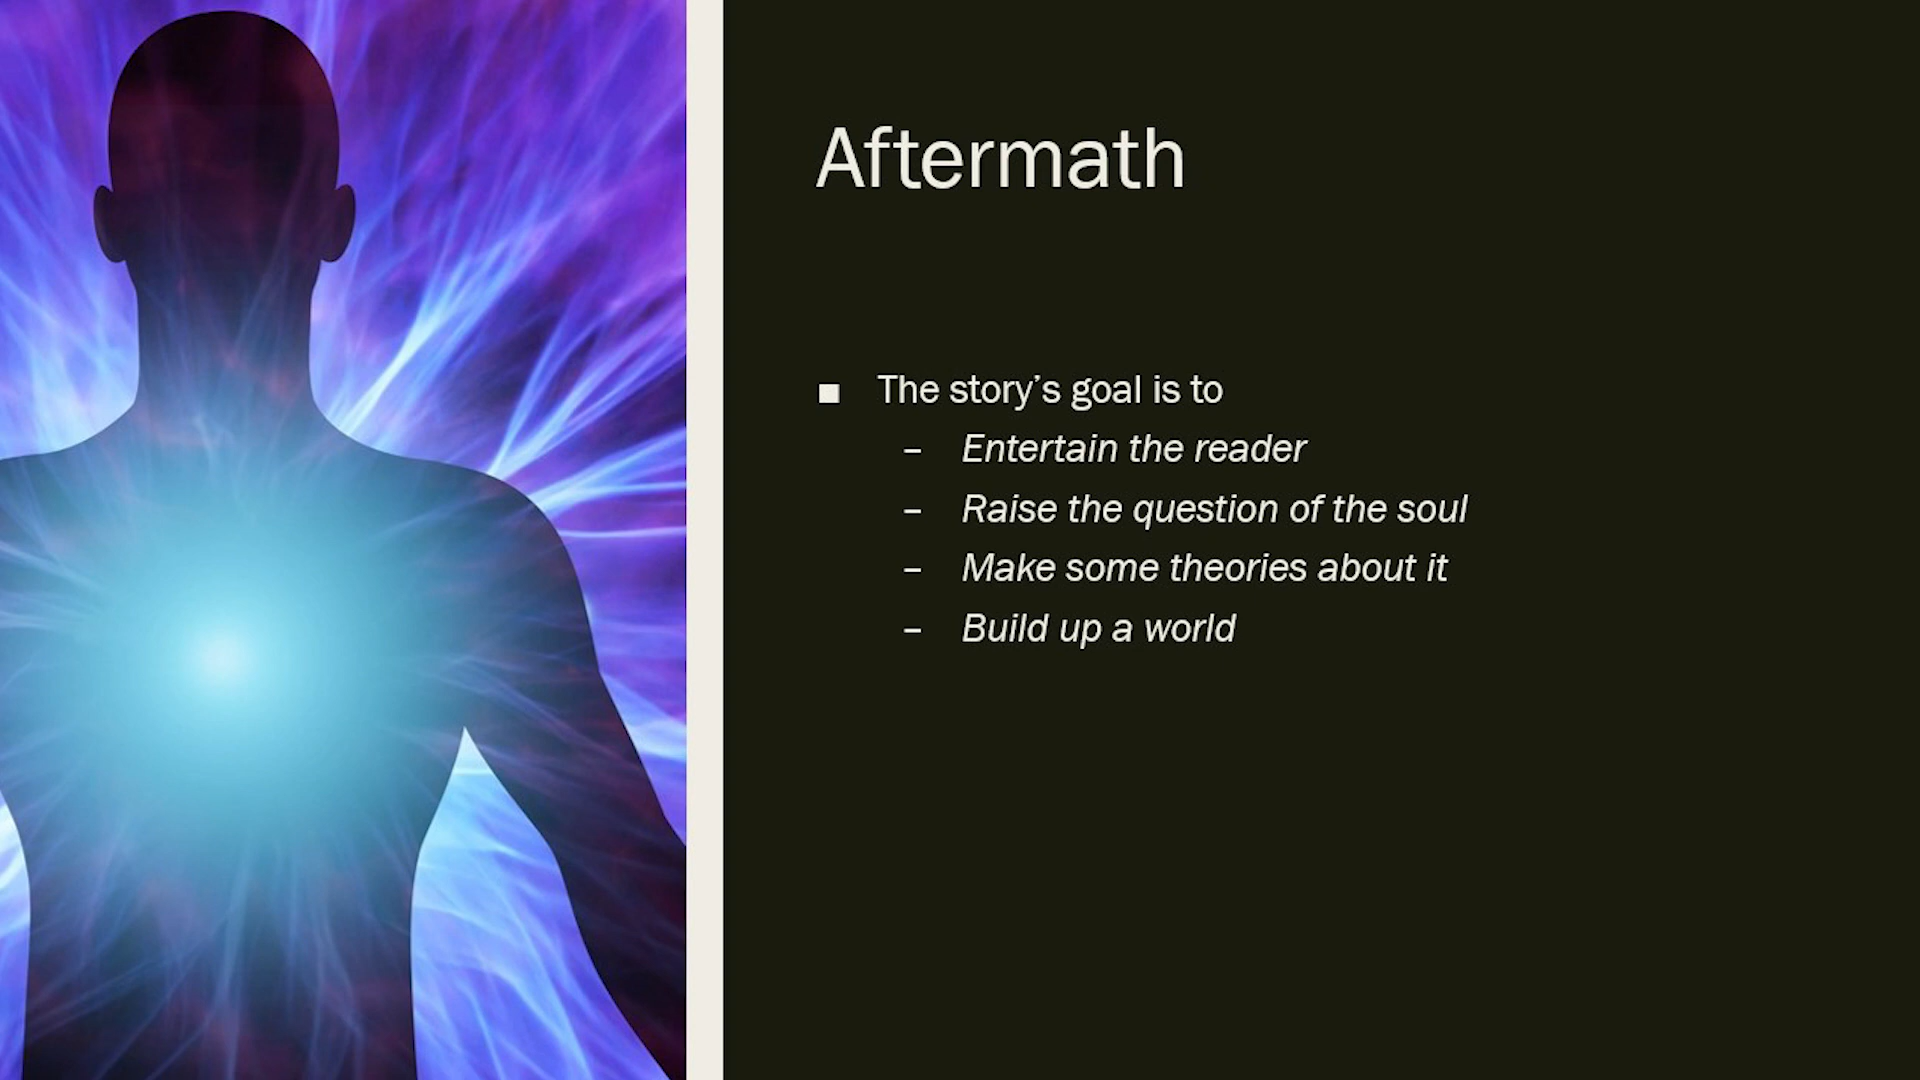 Aftermath
■ The story’s goal is to
– Entertain the reader
– Raise the question of the soul
– Make some theories about it
– Build up a world